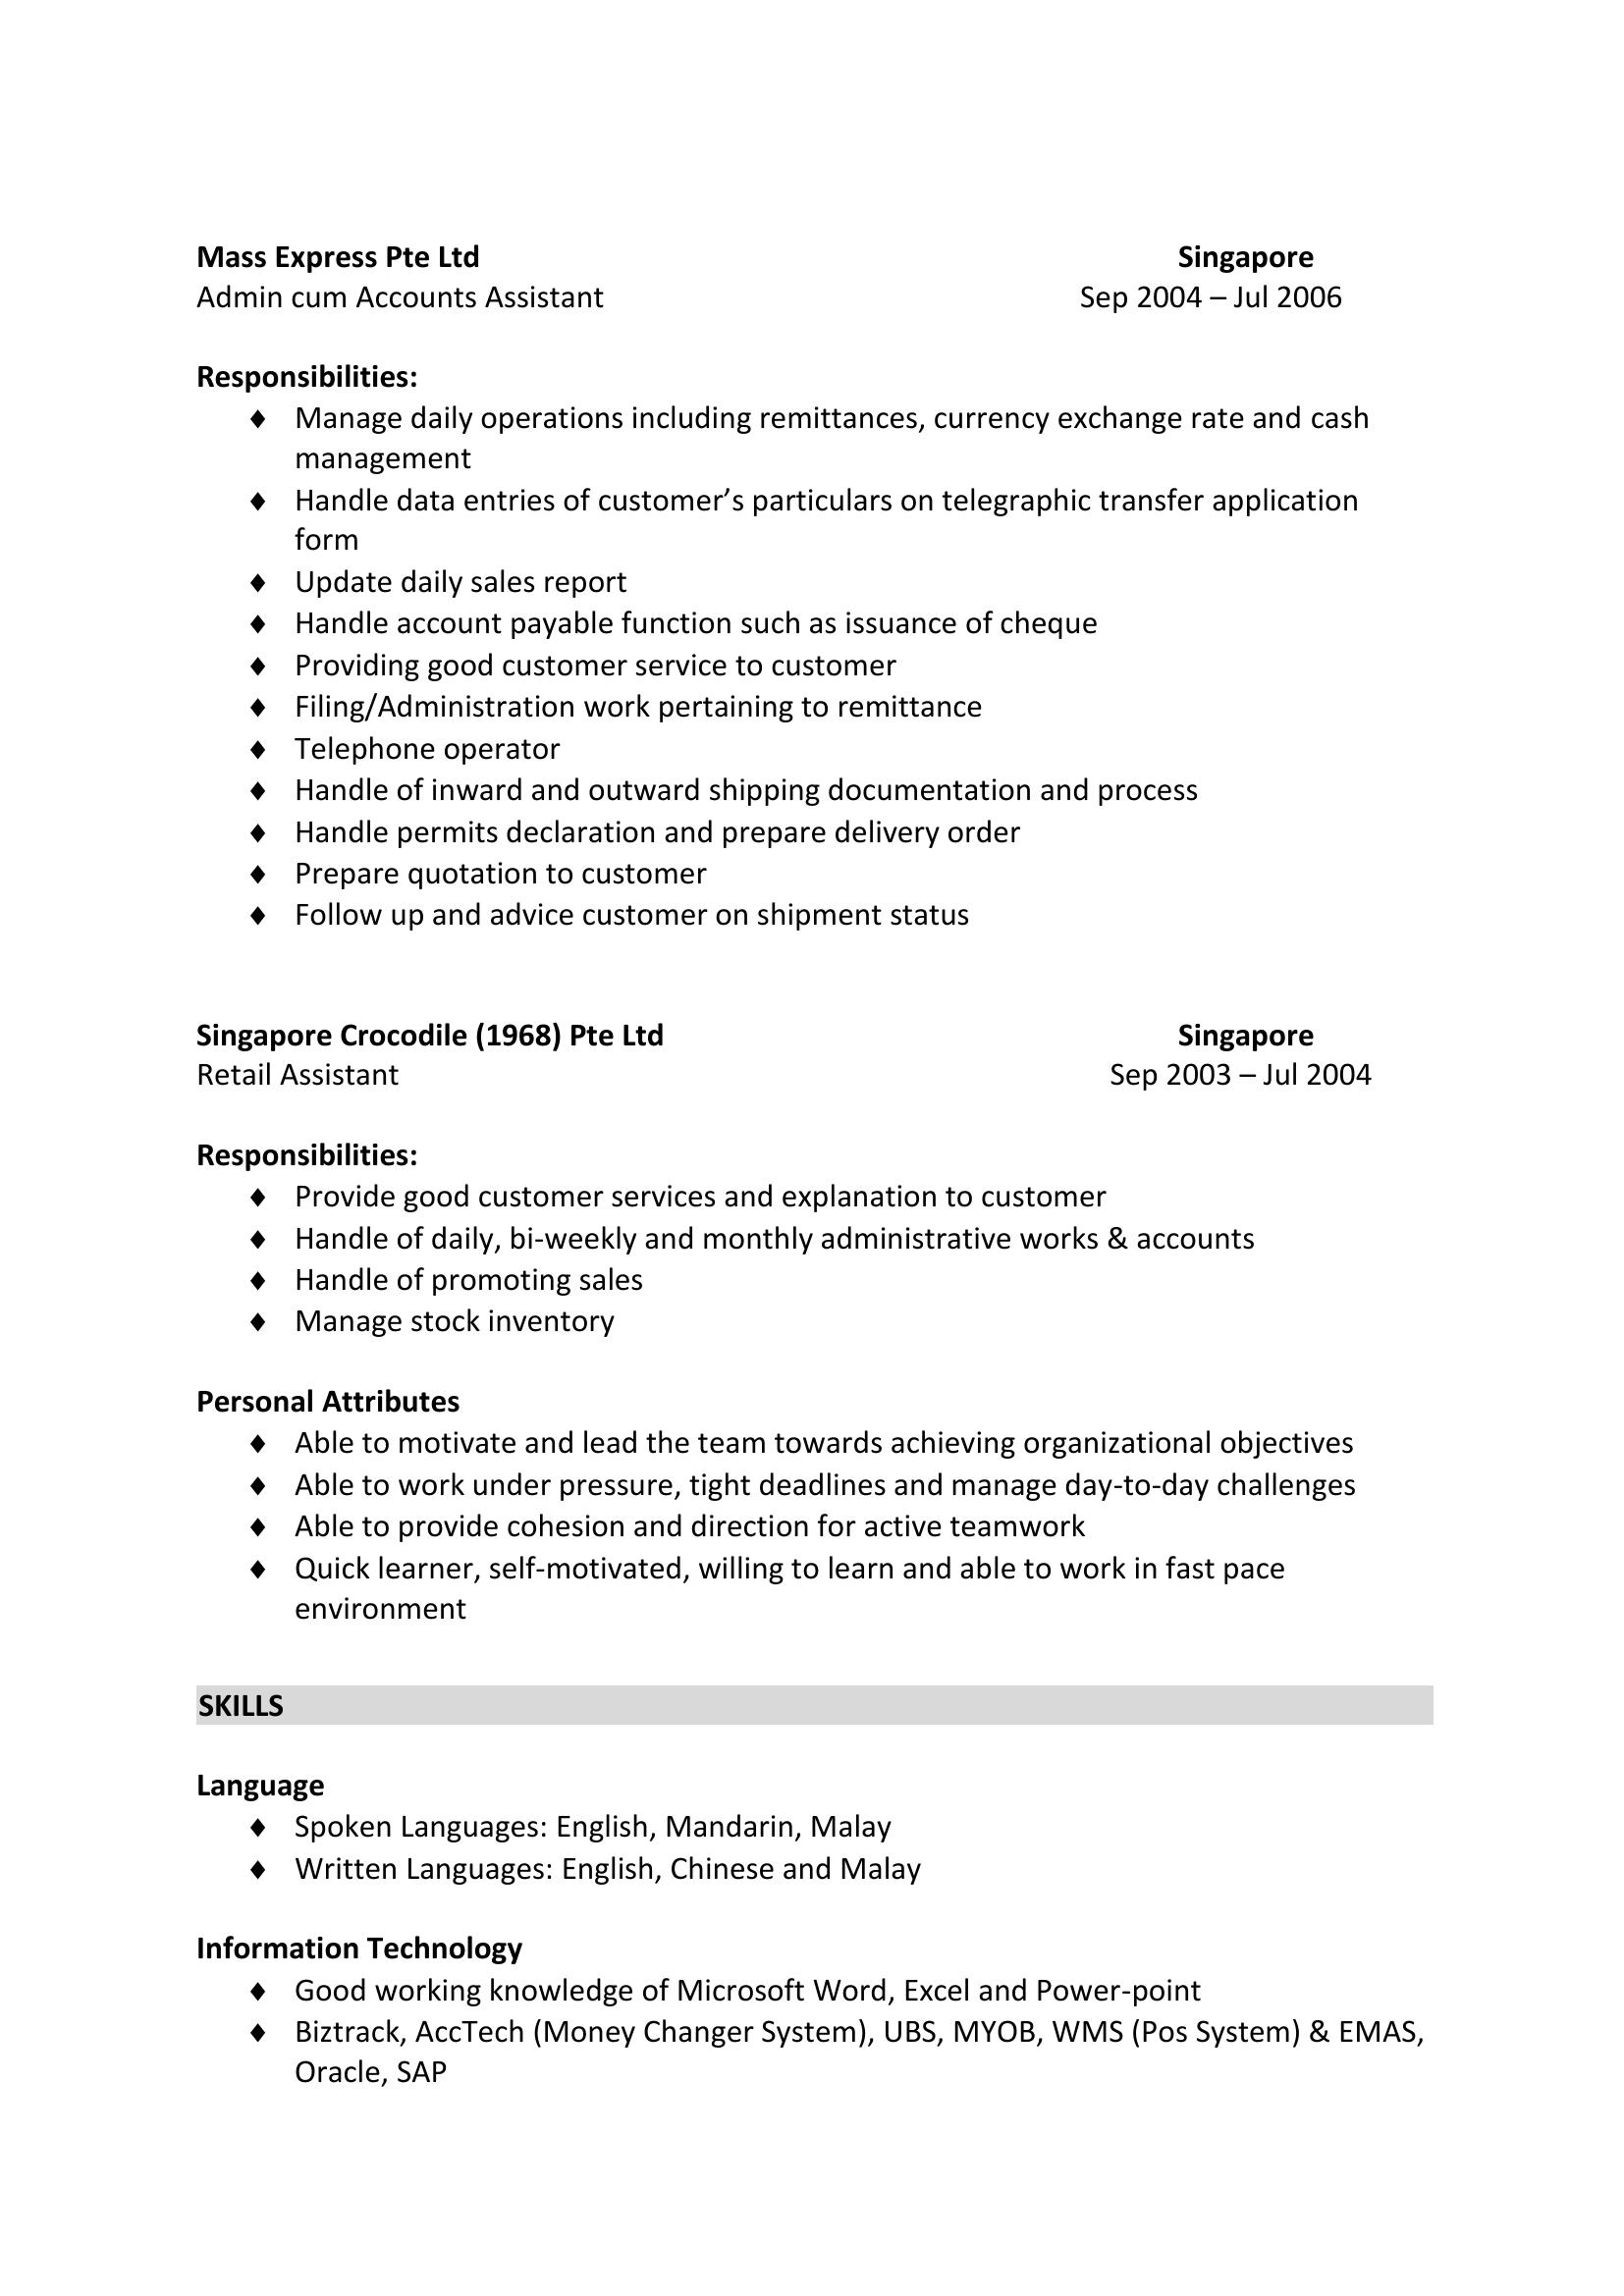 Mass Express Pte Ltd Singapore
Admin cum Accounts Assistant Sep 2004 – Jul 2006
Responsibilities:
♦ Manage daily operations including remittances, currency exchange rate and cash
management
♦ Handle data entries of customer’s particulars on telegraphic transfer application
form
♦ Update daily sales report
♦ Handle account payable function such as issuance of cheque
♦ Providing good customer service to customer
♦ Filing/Administration work pertaining to remittance
♦ Telephone operator
♦ Handle of inward and outward shipping documentation and process
♦ Handle permits declaration and prepare delivery order
♦ Prepare quotation to customer
♦ Follow up and advice customer on shipment status
Singapore Crocodile (1968) Pte Ltd Singapore
Retail Assistant Sep 2003 – Jul 2004
Responsibilities:
♦ Provide good customer services and explanation to customer
♦ Handle of daily, bi-weekly and monthly administrative works & accounts
♦ Handle of promoting sales
♦ Manage stock inventory
Personal Attributes
♦ Able to motivate and lead the team towards achieving organizational objectives
♦ Able to work under pressure, tight deadlines and manage day-to-day challenges
♦ Able to provide cohesion and direction for active teamwork
♦ Quick learner, self-motivated, willing to learn and able to work in fast pace
environment
SKILLS
Language
♦ Spoken Languages: English, Mandarin, Malay
♦ Written Languages: English, Chinese and Malay
Information Technology
♦ Good working knowledge of Microsoft Word, Excel and Power-point
♦ Biztrack, AccTech (Money Changer System), UBS, MYOB, WMS (Pos System) & EMAS,
Oracle, SAP